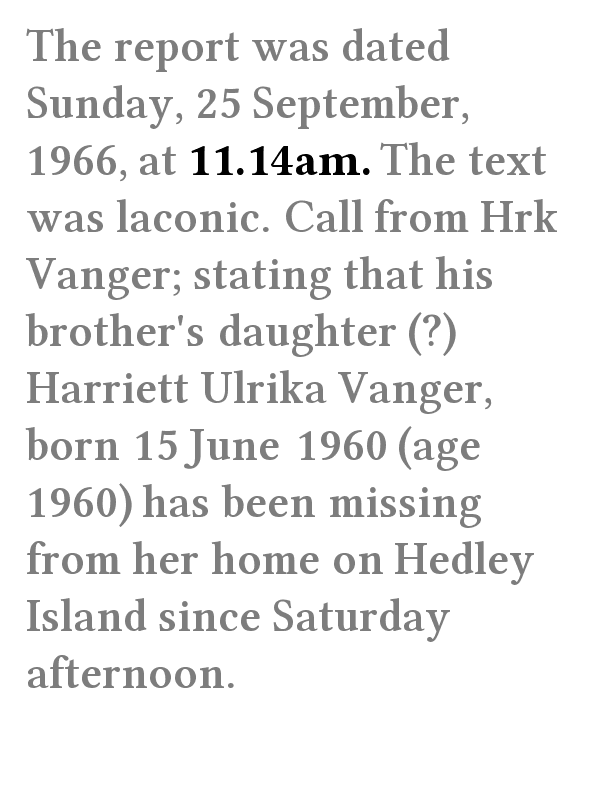 The report was dated
Sunday, 25 September,
1966, at 11.14am. The text
was laconic. Call from Hrk
Vanger; stating that his
brother's daughter (?)
Harriett Ulrika Vanger,
born 15 June 1960 (age
1960) has been missing
from her home on Hedley
Island since Saturday
afternoon.